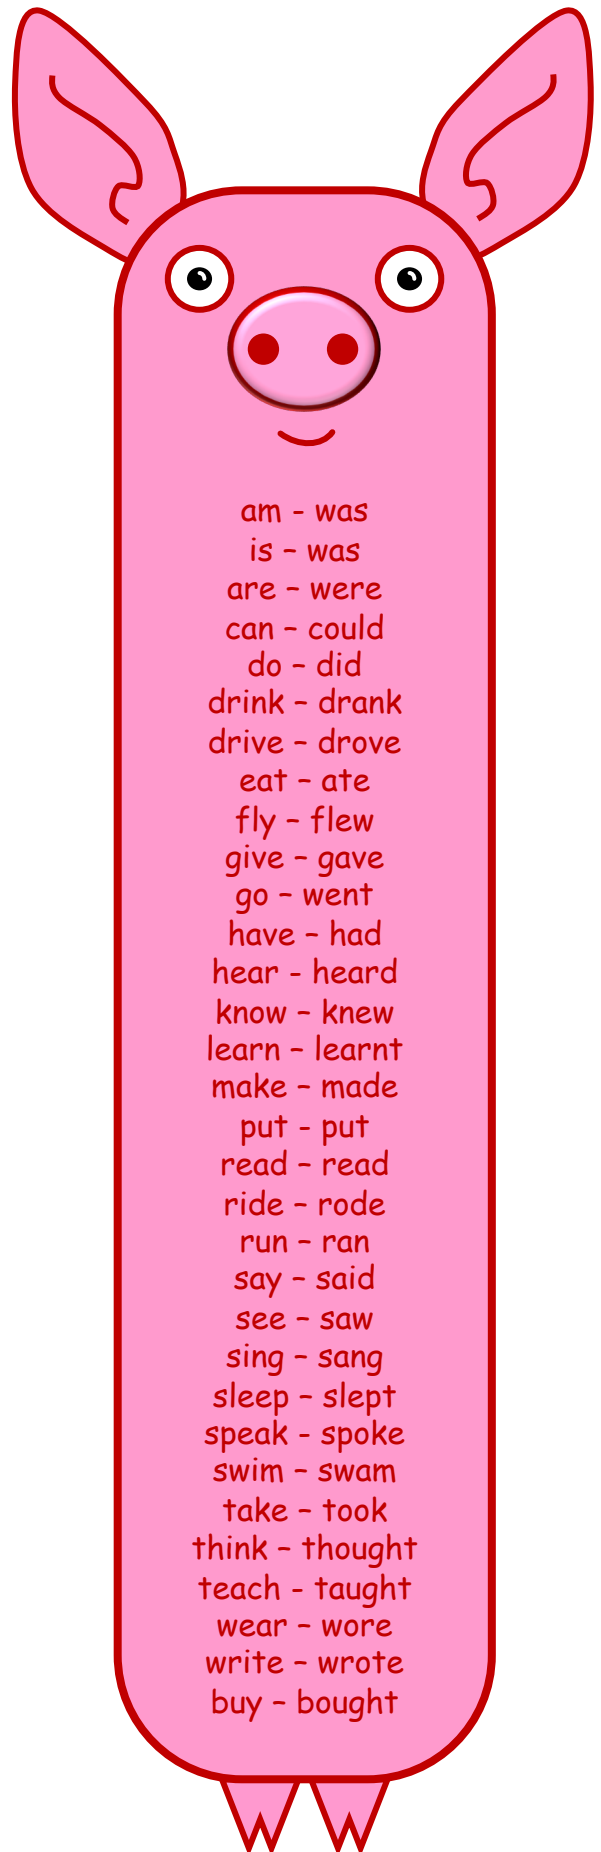 am - was
is – was
are – were
can – could
do – did
drink – drank
drive – drove
eat – ate
fly – flew
give – gave
go – went
have – had
hear - heard
know – knew
learn – learnt
make – made
put - put
read – read
ride – rode
run – ran
say – said
see – saw
sing – sang
sleep – slept
speak - spoke
swim – swam
take – took
think – thought
teach - taught
wear – wore
write – wrote
buy – bought